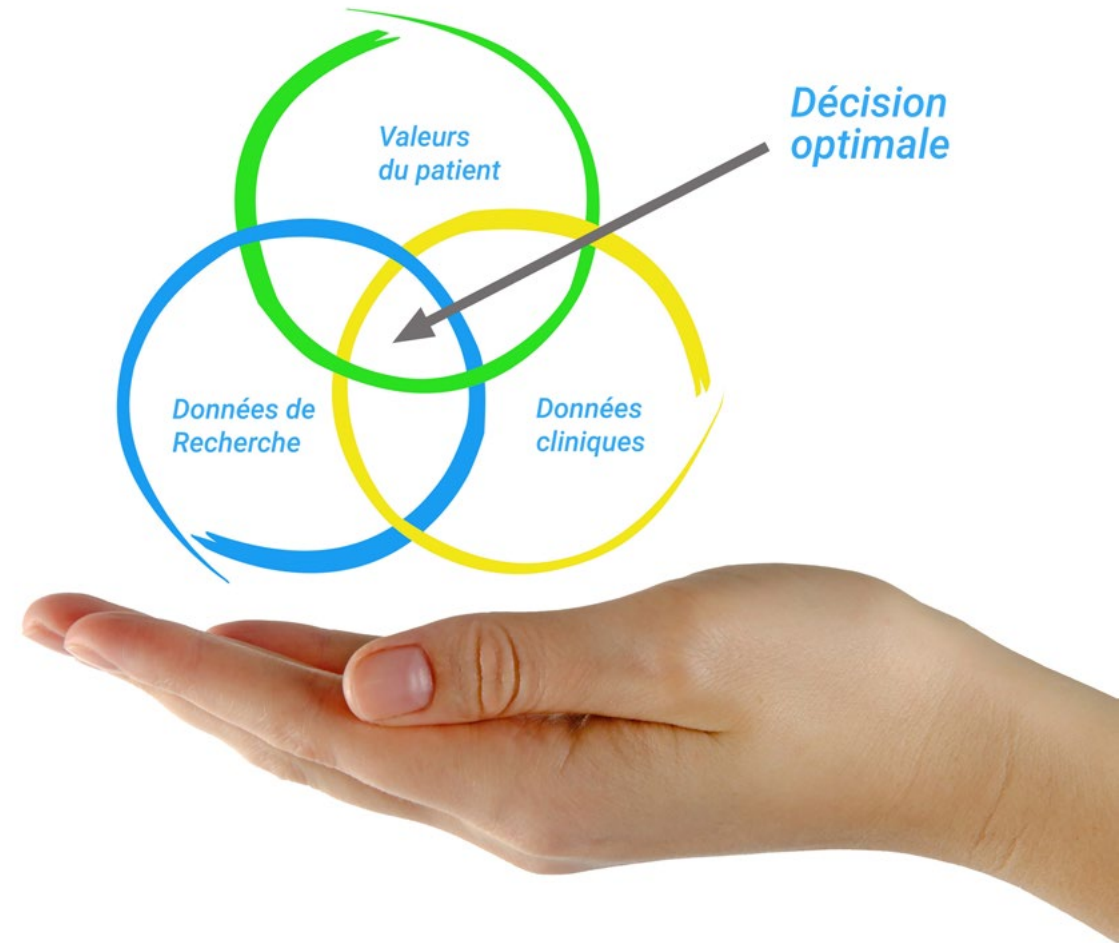 Valeurs
du patient
Décision
optimale
Données de
Recherche
Données
cliniques